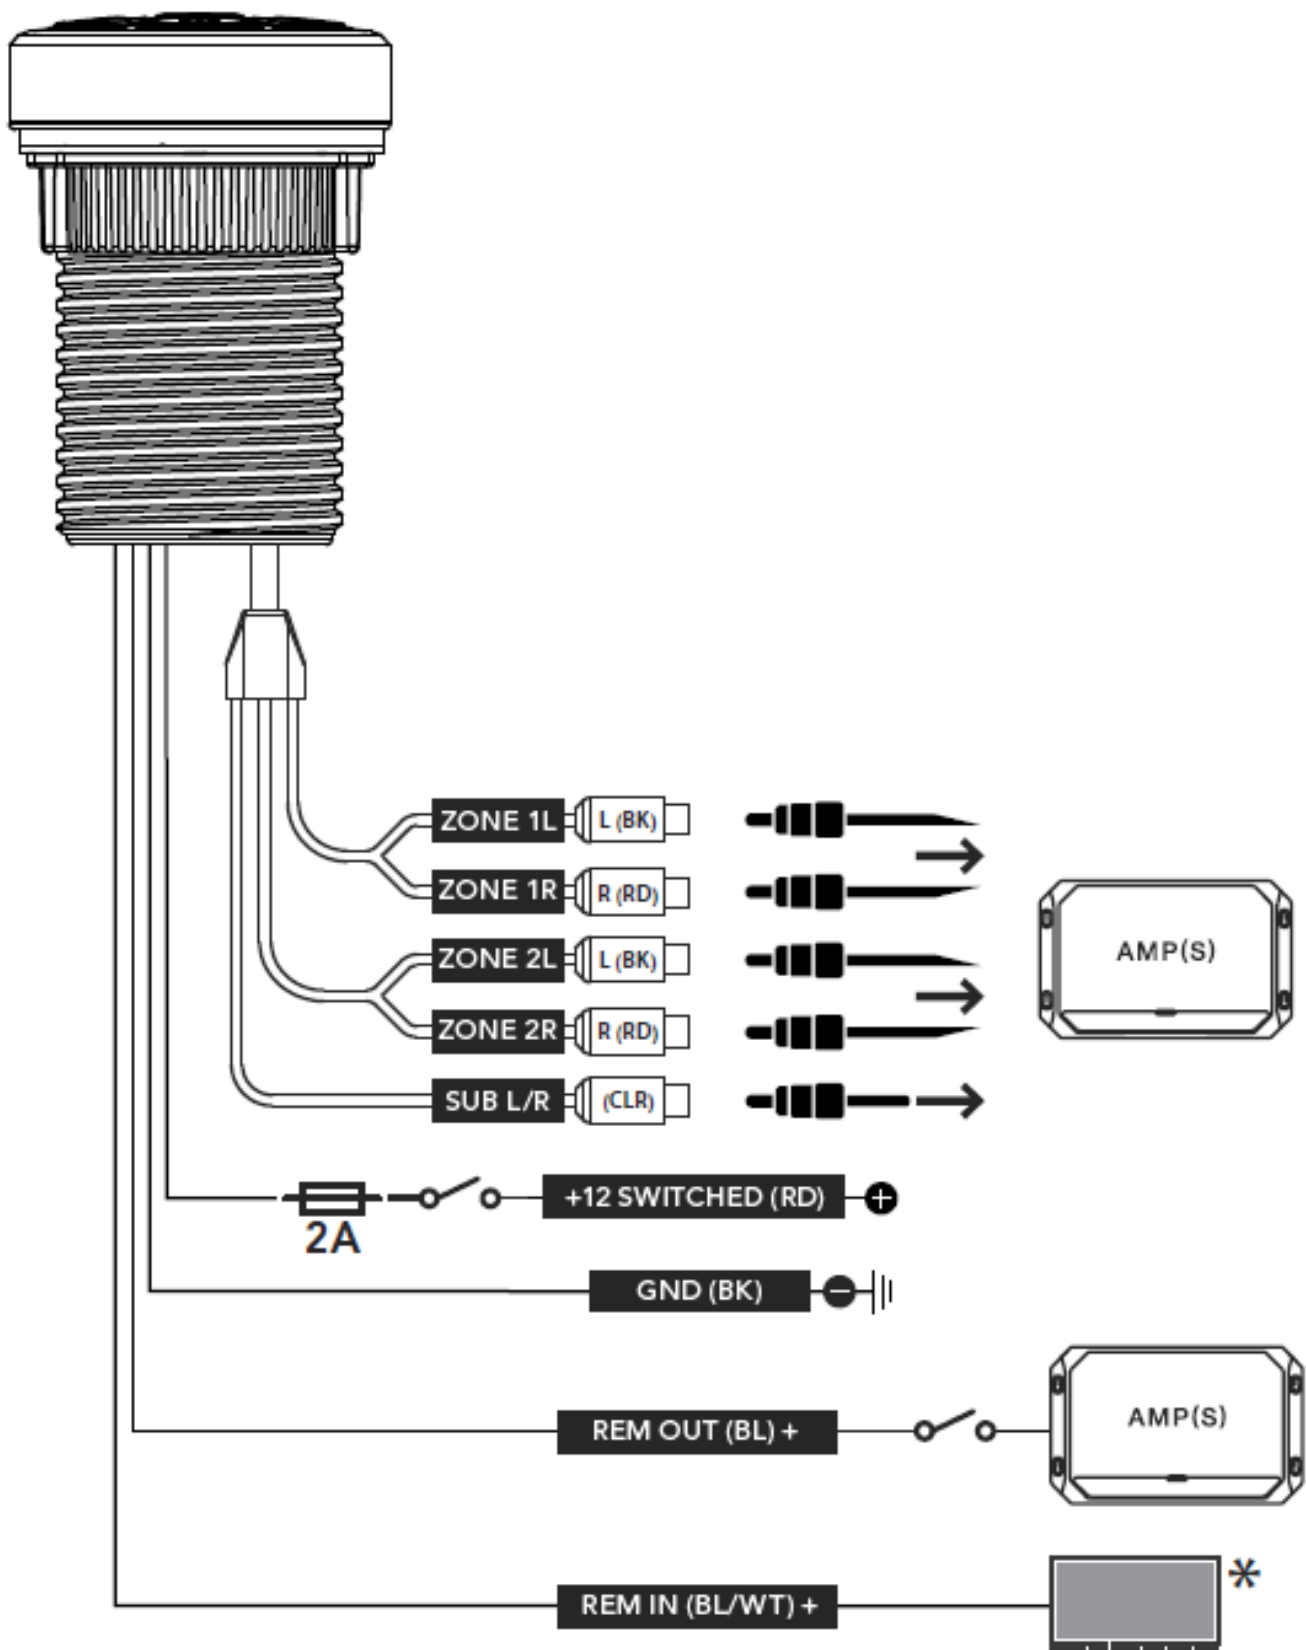 ZONE 1L L (BK)
ZONE 1R R (RD)
AMP(S)
ZONE 2L L (BK)
ZONE 2R R (RD)
SUB L/R (CLR)
+12 SWITCHED (RD) +
2A
GND (BK) −
REM OUT (BL) + AMP(S)
REM IN (BL/WT) + *